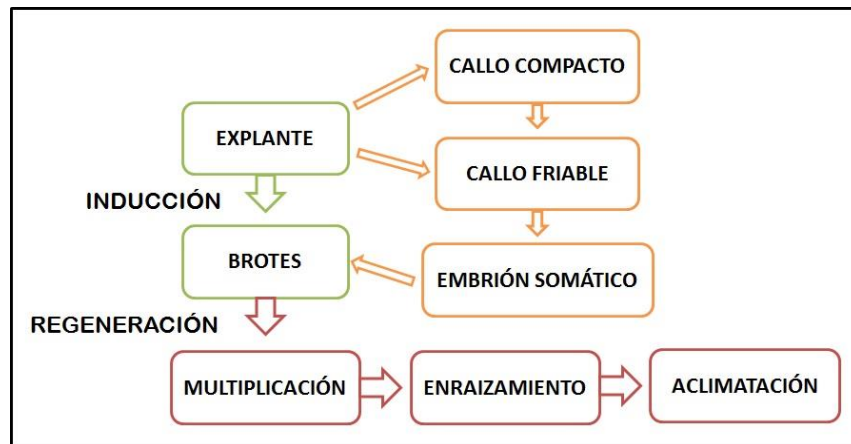 CALLO COMPACTO
EXPLANTE
CALLO FRIABLE
INDUCCIÓN
BROTES
EMBRIÓN SOMÁTICO
REGENERACIÓN
MULTIPLICACIÓN
ENRAIZAMIENTO
ACLIMATACIÓN